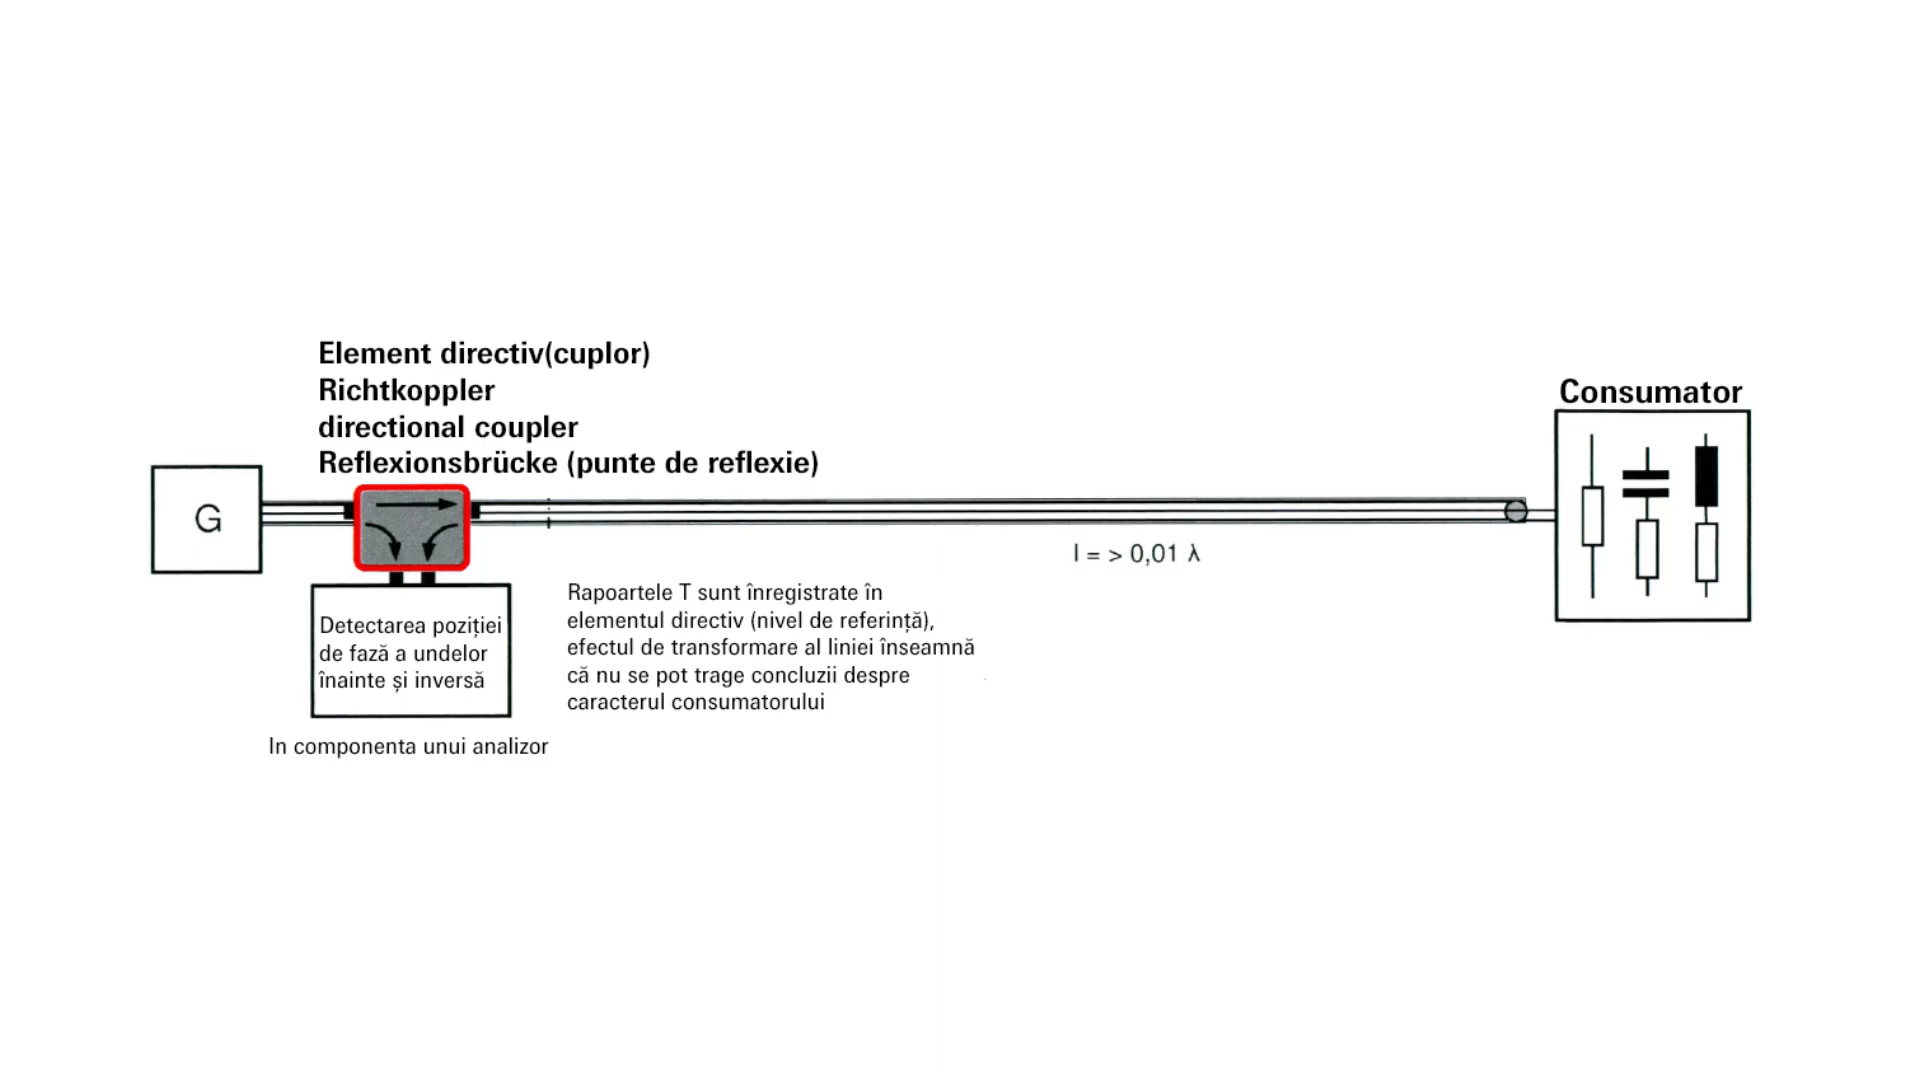 Element directiv(cuplor)
Richtkoppler
directional coupler
Reflexionsbrücke (punte de reflexie)
Consumator
G
l = > 0,01 λ
Detectarea poziției
de fază a undelor
înainte și inversă
Rapoartele T sunt înregistrate în
elementul directiv (nivel de referință),
efectul de transformare al liniei înseamnă
că nu se pot trage concluzii despre
caracterul consumatorului
In componenta unui analizor